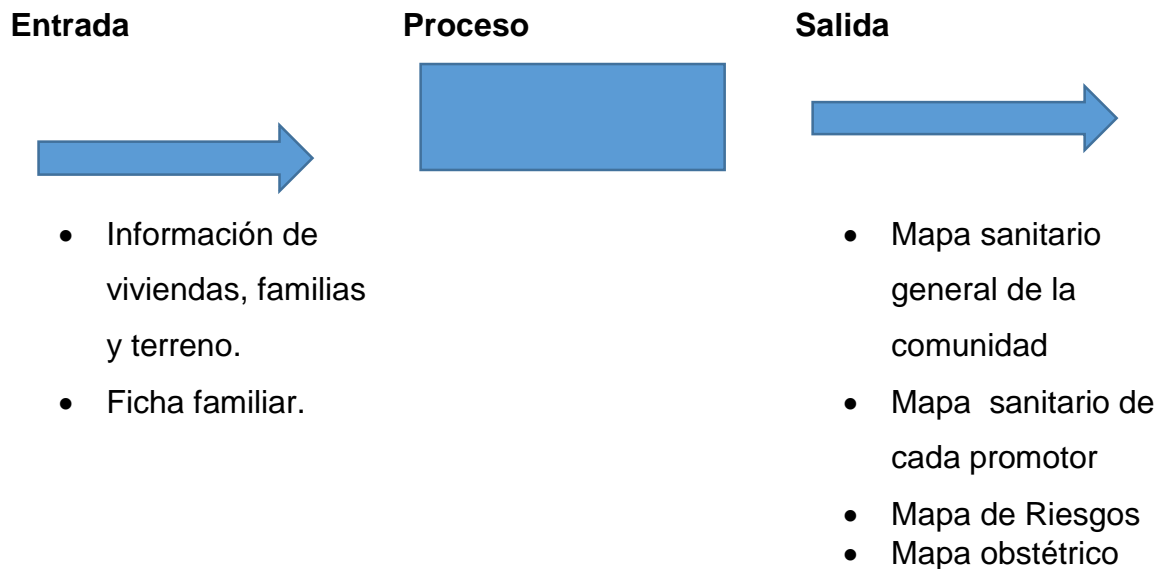 Entrada
Proceso
Salida
• Información de
viviendas, familias
y terreno.
• Ficha familiar.
• Mapa sanitario
general de la
comunidad
• Mapa  sanitario de
cada promotor
• Mapa de Riesgos
• Mapa obstétrico